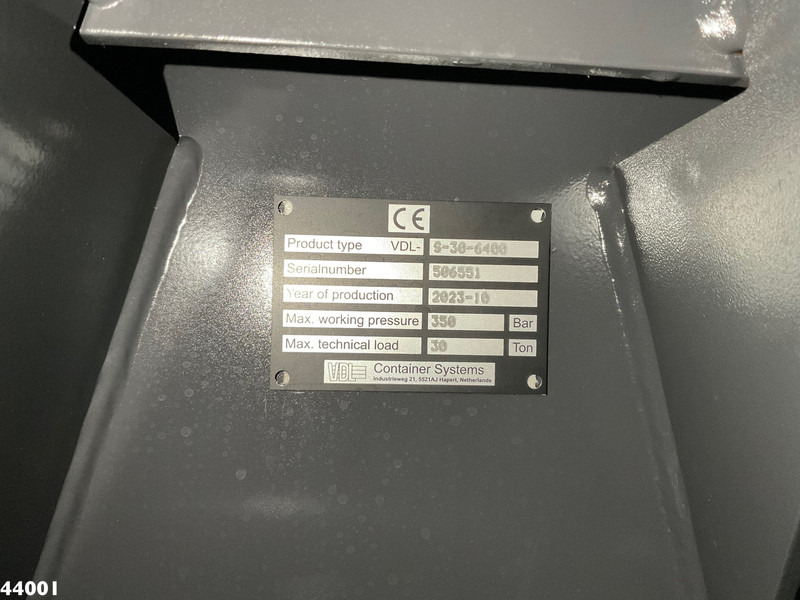 CE
Product type VDL- S-30-6400
Serialnumber 506551
Year of production 2023-10
Max. working pressure 350 Bar
Max. technical load 30 Ton
VDL Container Systems
Industrieweg 21, 5521AJ Hapert, Netherlands
44001